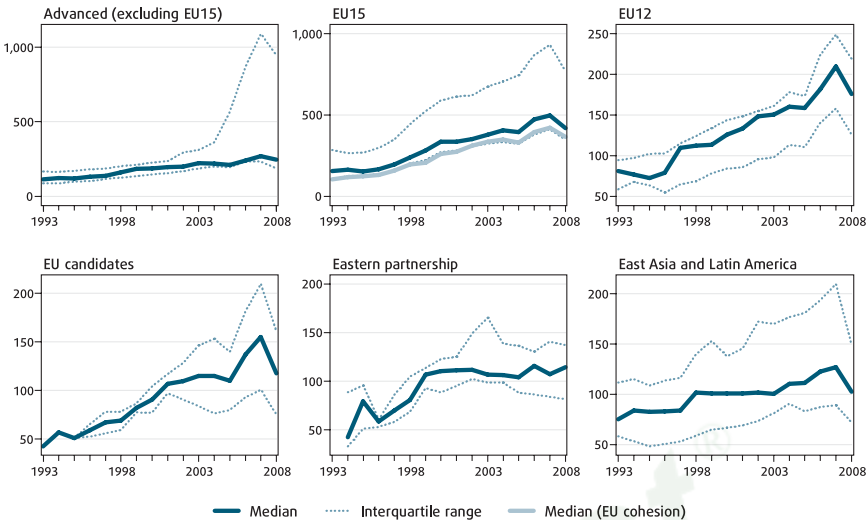 Advanced (excluding EU15)
1,000
500
0
1993 1998 2003 2008
EU15
1,000
500
0
1993 1998 2003 2008
EU12
250
200
150
100
50
1993 1998 2003 2008
EU candidates
200
150
100
50
1993 1998 2003 2008
Eastern partnership
200
150
100
50
1993 1998 2003 2008
East Asia and Latin America
200
150
100
50
1993 1998 2003 2008
Median Interquartile range Median (EU cohesion)
(R)